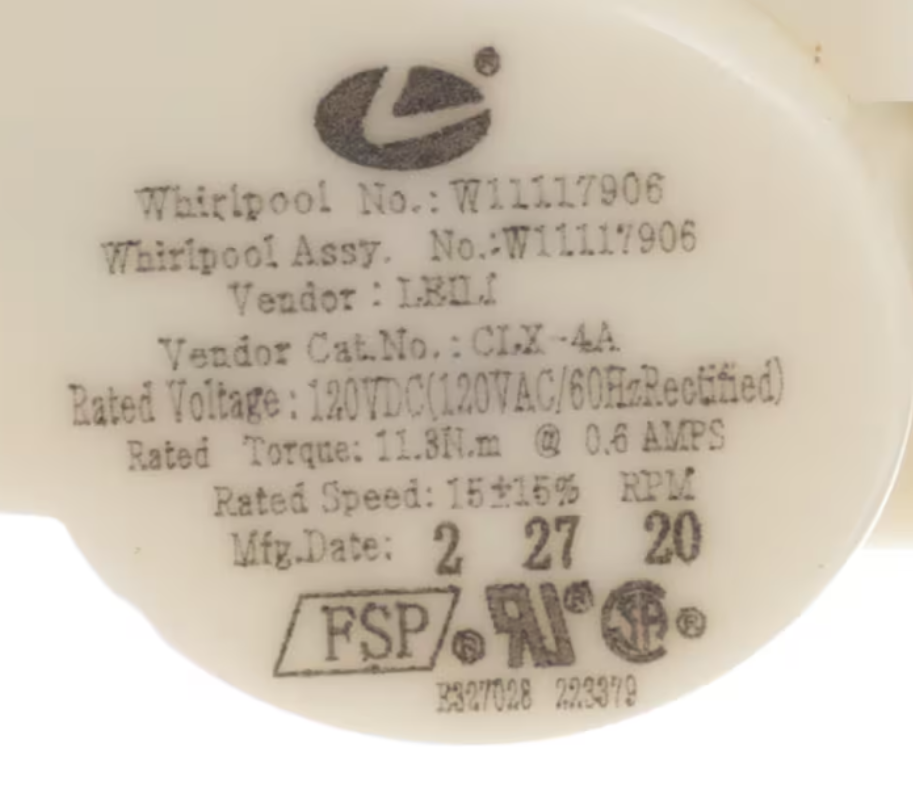 Whirlpool No.: W11117906
Whirlpool Assy. No.:W11117906
Vendor : LEILI
Vendor Cat.No.: CLX-4A
Rated Voltage: 120VDC(120VAC/60HzRectified)
Rated Torque: 11.3N.m @ 0.6 AMPS
Rated Speed: 15±15% RPM
Mfg.Date: 2 27 20
FSP® RU® SA®
E327028 223379